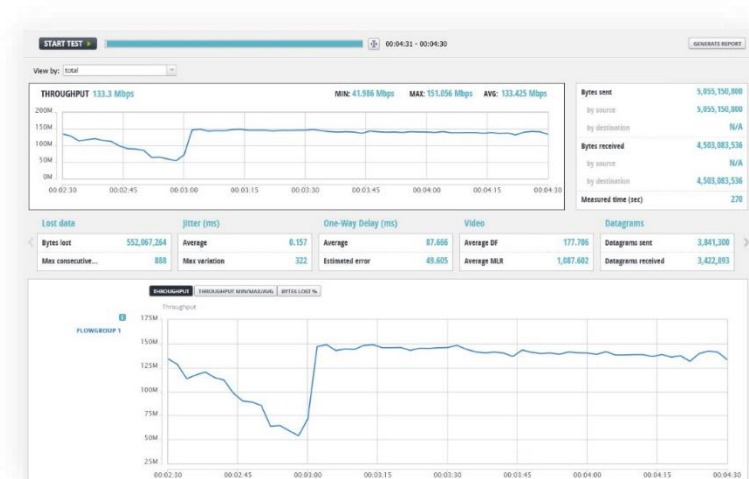 START TEST
00:04:31 - 00:04:30
GENERATE REPORT
View by: total
THROUGHPUT 133.3 Mbps MIN: 41.986 Mbps MAX: 151.056 Mbps AVG: 133.425 Mbps
200M
150M
100M
50M
0M
00:02:30 00:02:45 00:03:00 00:03:15 00:03:30 00:03:45 00:04:00 00:04:15 00:04:30
Bytes sent 5,055,150,800
by source 5,055,150,800
by destination N/A
Bytes received 4,503,083,536
by source N/A
by destination 4,503,083,536
Measured time (sec) 270
Lost data
Bytes lost 552,067,264
Max consecutive... 888
Jitter (ms)
Average 0.157
Max variation 322
One-Way Delay (ms)
Average 87.666
Estimated error 49.605
Video
Average DF 177.706
Average MLR 1,087.602
Datagrams
Datagrams sent 3,841,300
Datagrams received 3,422,093
THROUGHPUT THROUGHPUT MIN/MAX/AVG BYTES LOST %
Throughput
FLOWGROUP 1
175M
150M
125M
100M
75M
50M
25M
00:02:30 00:02:45 00:03:00 00:03:15 00:03:30 00:03:45 00:04:00 00:04:15 00:04:30